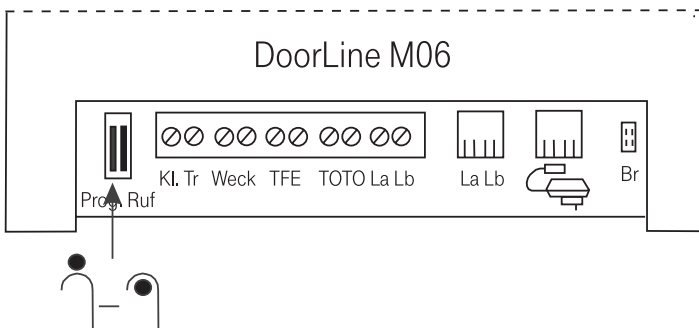 DoorLine M06
Kl. Tr Weck TFE TOTO La Lb La Lb Br
Prog. Ruf